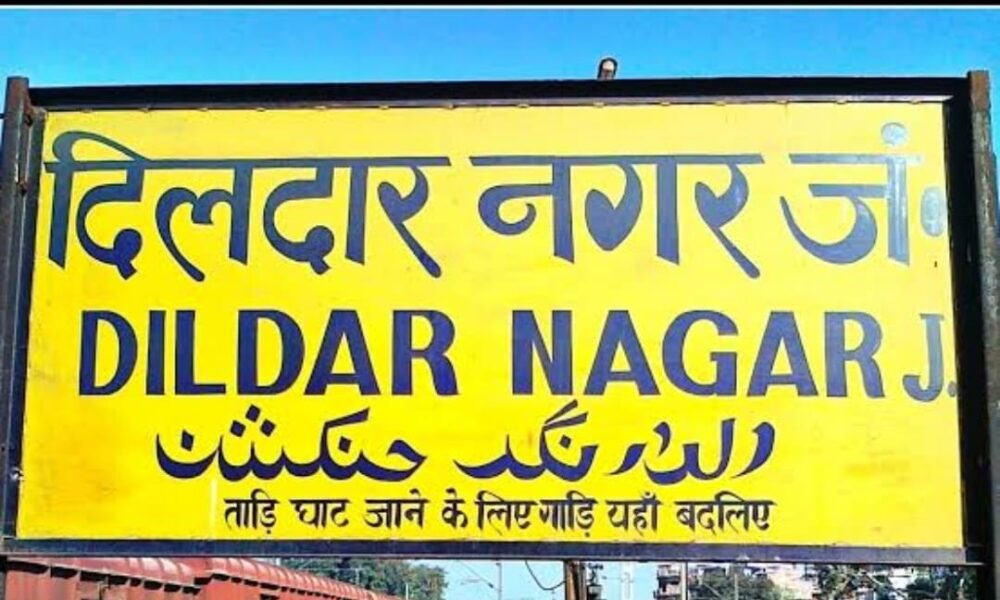 दिलदार नगर जं॰
DILDAR NAGAR J.
دلدار نگر جنکشن
ताड़ि घाट जाने के लिए गाड़ि यहाँ बदलिए